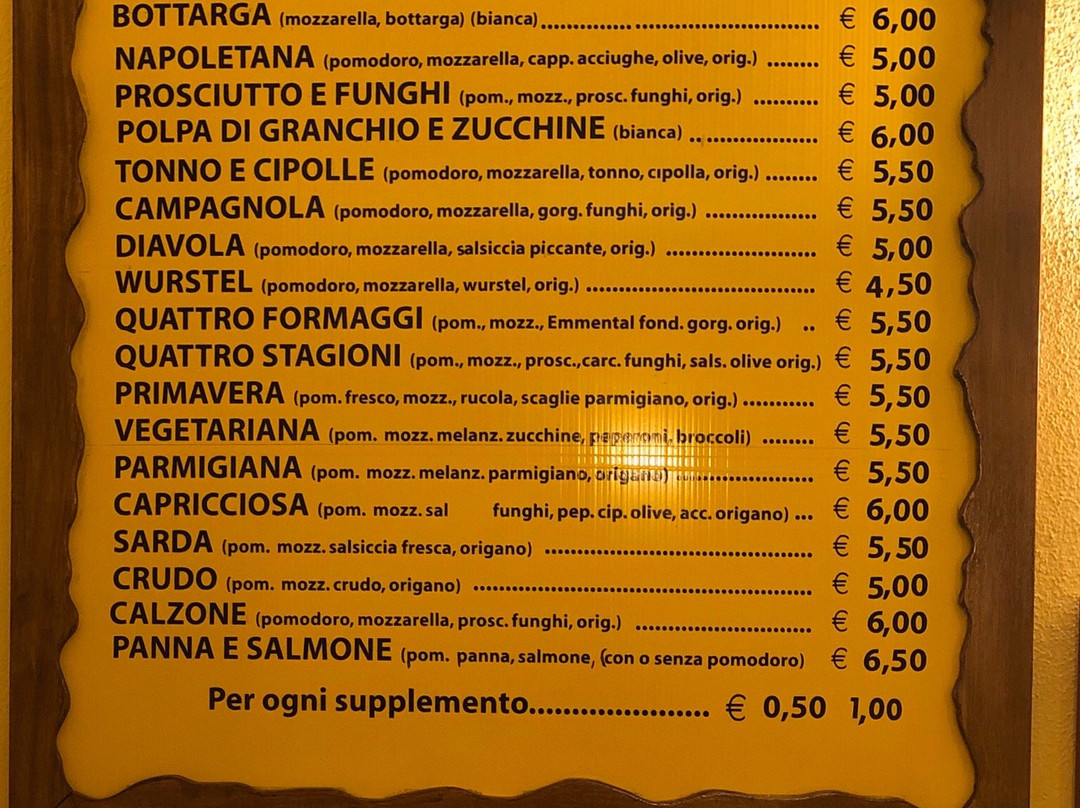 BOTTARGA (mozzarella, bottarga) (bianca)........................................ € 6,00
NAPOLETANA (pomodoro, mozzarella, capp. acciughe, olive, orig.) ........ € 5,00
PROSCIUTTO E FUNGHI (pom., mozz., prosc. funghi, orig.) .......... € 5,00
POLPA DI GRANCHIO E ZUCCHINE (bianca) .................... € 6,00
TONNO E CIPOLLE (pomodoro, mozzarella, tonno, cipolla, orig.) ........ € 5,50
CAMPAGNOLA (pomodoro, mozzarella, gorg. funghi, orig.) ................. € 5,50
DIAVOLA (pomodoro, mozzarella, salsiccia piccante, orig.) ....................... € 5,00
WURSTEL (pomodoro, mozzarella, wurstel, orig.) ................................... € 4,50
QUATTRO FORMAGGI (pom., mozz., Emmental fond. gorg. orig.) .. € 5,50
QUATTRO STAGIONI (pom., mozz., prosc.,carc. funghi, sals. olive orig.) € 5,50
PRIMAVERA (pom. fresco, mozz., rucola, scaglie parmigiano, orig.) ........... € 5,50
VEGETARIANA (pom. mozz. melanz. zucchine, peperoni, broccoli) ........ € 5,50
PARMIGIANA (pom. mozz. melanz. parmigiano, origano) ..................... € 5,50
CAPRICCIOSA (pom. mozz. sal funghi, pep. cip. olive, acc. origano) ... € 6,00
SARDA (pom. mozz. salsiccia fresca, origano) ......................................... € 5,50
CRUDO (pom. mozz. crudo, origano) .................................................... € 5,00
CALZONE (pomodoro, mozzarella, prosc. funghi, orig.) ........................... € 6,00
PANNA E SALMONE (pom. panna, salmone, (con o senza pomodoro) € 6,50
Per ogni supplemento...................... € 0,50 1,00